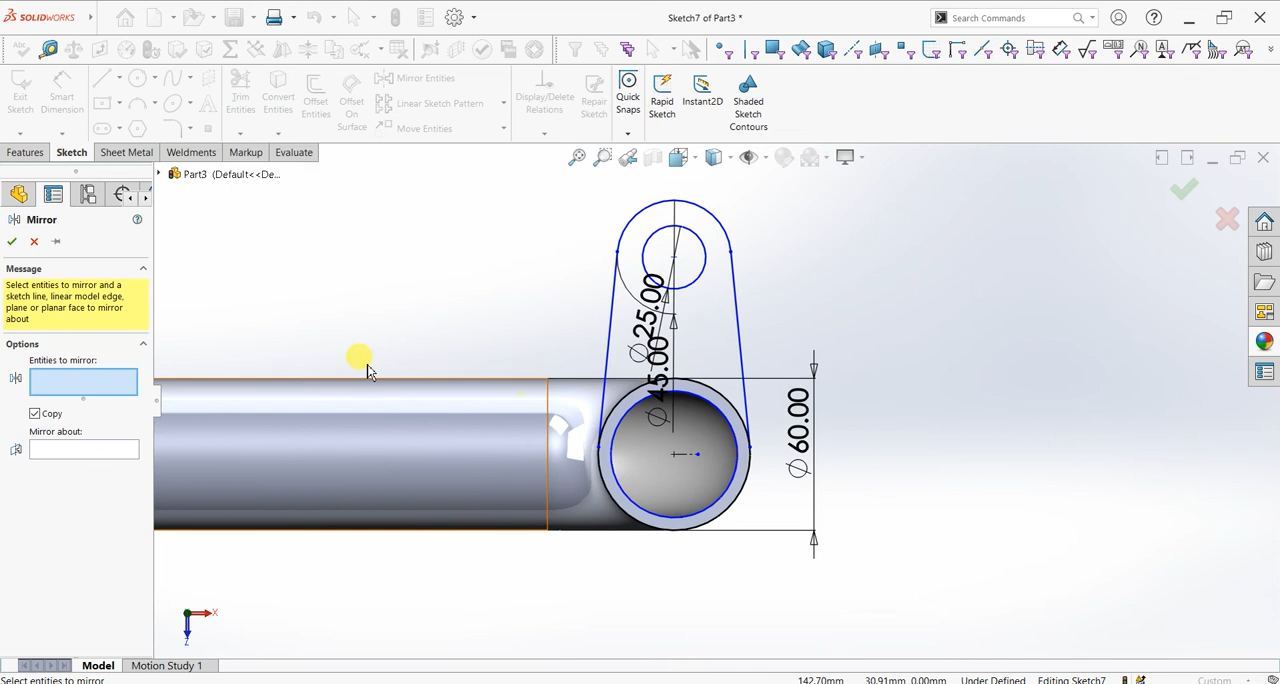 SOLIDWORKS
Sketch7 of Part3 *
Search Commands
Exit Sketch
Smart Dimension
Trim Entities
Convert Entities
Offset Entities
Offset On Surface
Mirror Entities
Linear Sketch Pattern
Move Entities
Display/Delete Relations
Repair Sketch
Quick Snaps
Rapid Sketch
Instant2D
Shaded Sketch Contours
Features
Sketch
Sheet Metal
Weldments
Markup
Evaluate
Part3 (Default<<De...
Mirror
Message
Select entities to mirror and a
sketch line, linear model edge,
plane or planar face to mirror
about
Options
Entities to mirror:
Copy
Mirror about:
Ø25.00
Ø45.00
Ø60.00
X
Z
Model
Motion Study 1
Select entities to mirror
142.70mm
30.91mm
0.00mm
Under Defined
Editing Sketch7
Custom